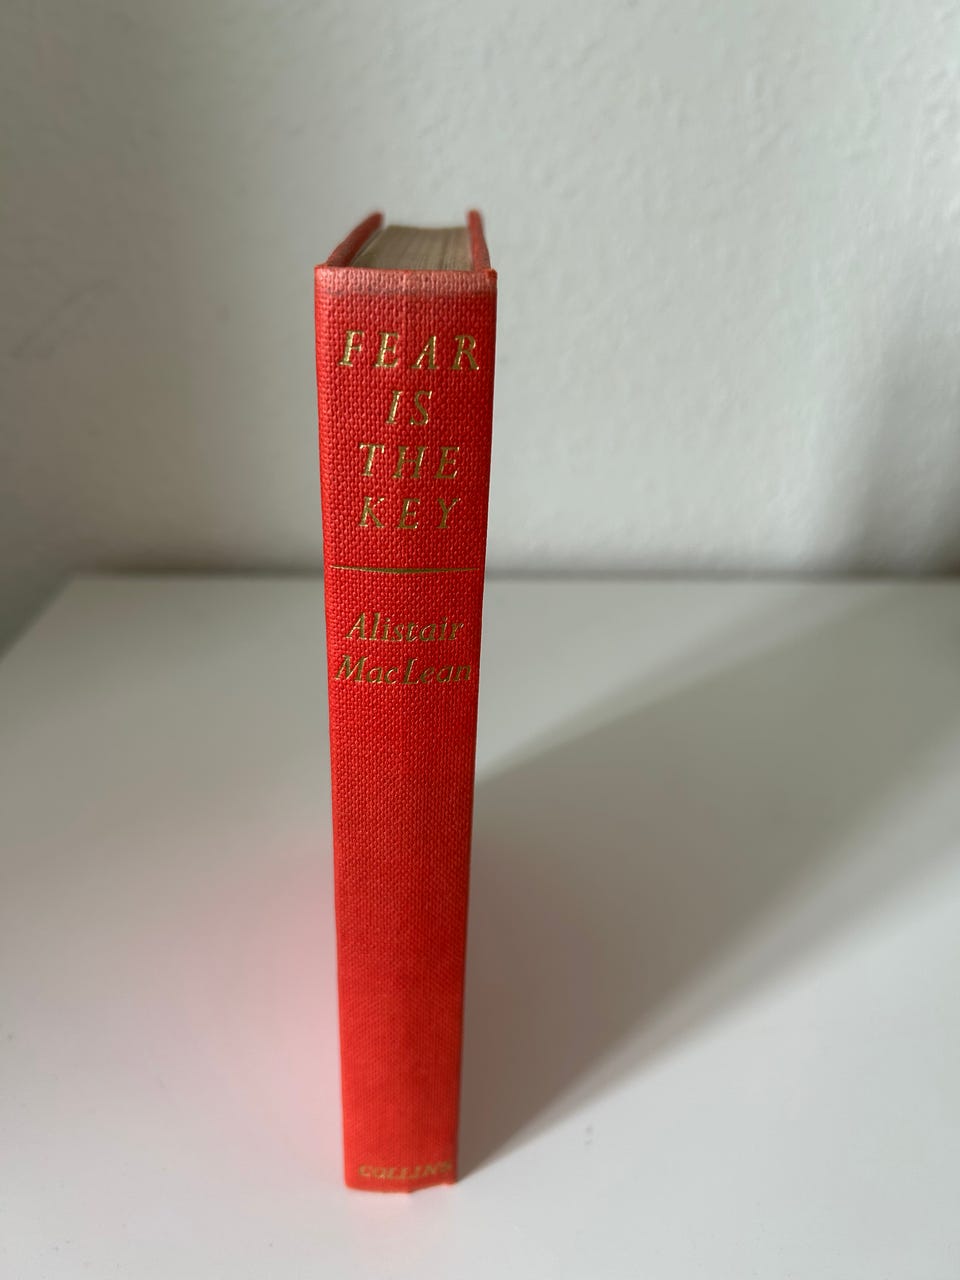 FEAR
IS
THE
KEY
Alistair
MacLean
COLLINS